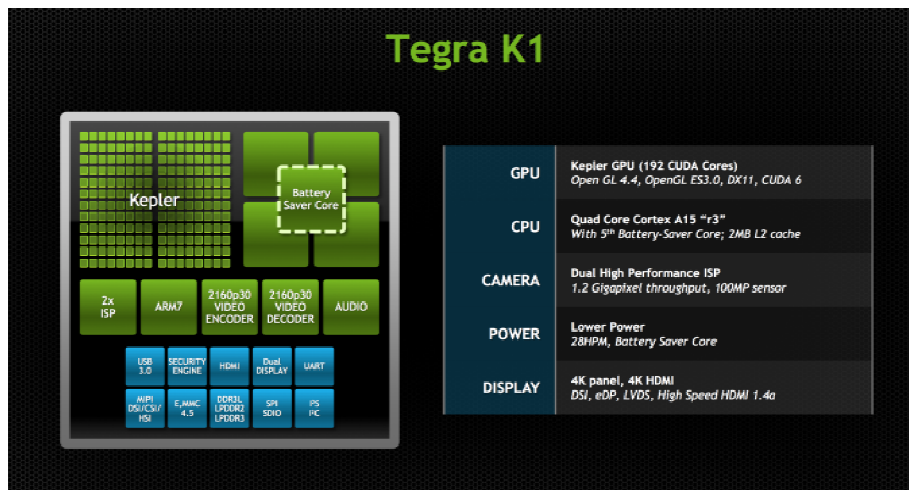 Tegra K1
Kepler
Battery
Saver Core
2x
ISP
ARM7
2160p30
VIDEO
ENCODER
2160p30
VIDEO
DECODER
AUDIO
USB
3.0
SECURITY
ENGINE
HDMI
Dual
DISPLAY
UART
MIPI
DSI/CSI/
HSI
E.MMC
4.5
DDR3L
LPDDR2
LPDDR3
SPI
SDIO
I²S
I²C
GPU
Kepler GPU (192 CUDA Cores)
Open GL 4.4, OpenGL ES3.0, DX11, CUDA 6
CPU
Quad Core Cortex A15 “r3”
With 5th Battery-Saver Core; 2MB L2 cache
CAMERA
Dual High Performance ISP
1.2 Gigapixel throughput, 100MP sensor
POWER
Lower Power
28HPM, Battery Saver Core
DISPLAY
4K panel, 4K HDMI
DSI, eDP, LVDS, High Speed HDMI 1.4a